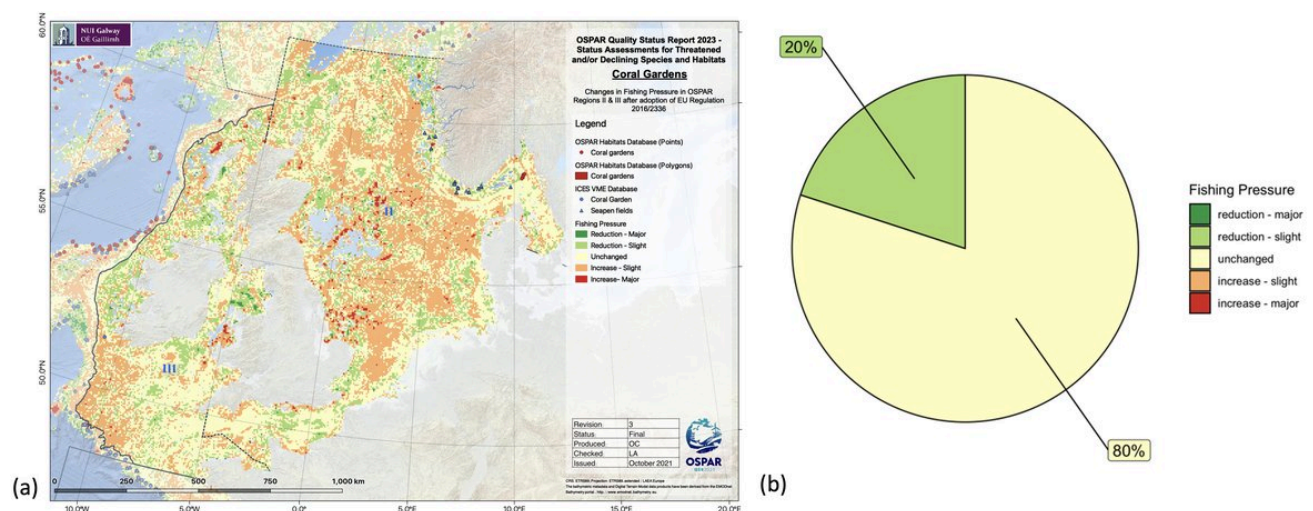 NUI Galway
OÉ Gaillimh
OSPAR Quality Status Report 2023 -
Status Assessments for Threatened
and/or Declining Species and Habitats
Coral Gardens
Changes in Fishing Pressure in OSPAR
Regions II & III after adoption of EU Regulation
2016/2336
Legend
OSPAR Habitats Database (Points)
Coral gardens
OSPAR Habitats Database (Polygons)
Coral gardens
ICES VME Database
Coral Garden
Seapen fields
Fishing Pressure
Reduction - Major
Reduction - Slight
Unchanged
Increase - Slight
Increase- Major
II
III
60.0°N
55.0°N
50.0°N
Revision: 3
Status: Final
Produced: OC
Checked: LA
Issued: October 2021
OSPAR
0 250 500 750 1,000 km
10.0°W 5.0°W 0.0° 5.0°E 10.0°E 15.0°E 20.0°E
(a)
20%
80%
Fishing Pressure
reduction - major
reduction - slight
unchanged
increase - slight
increase - major
(b)